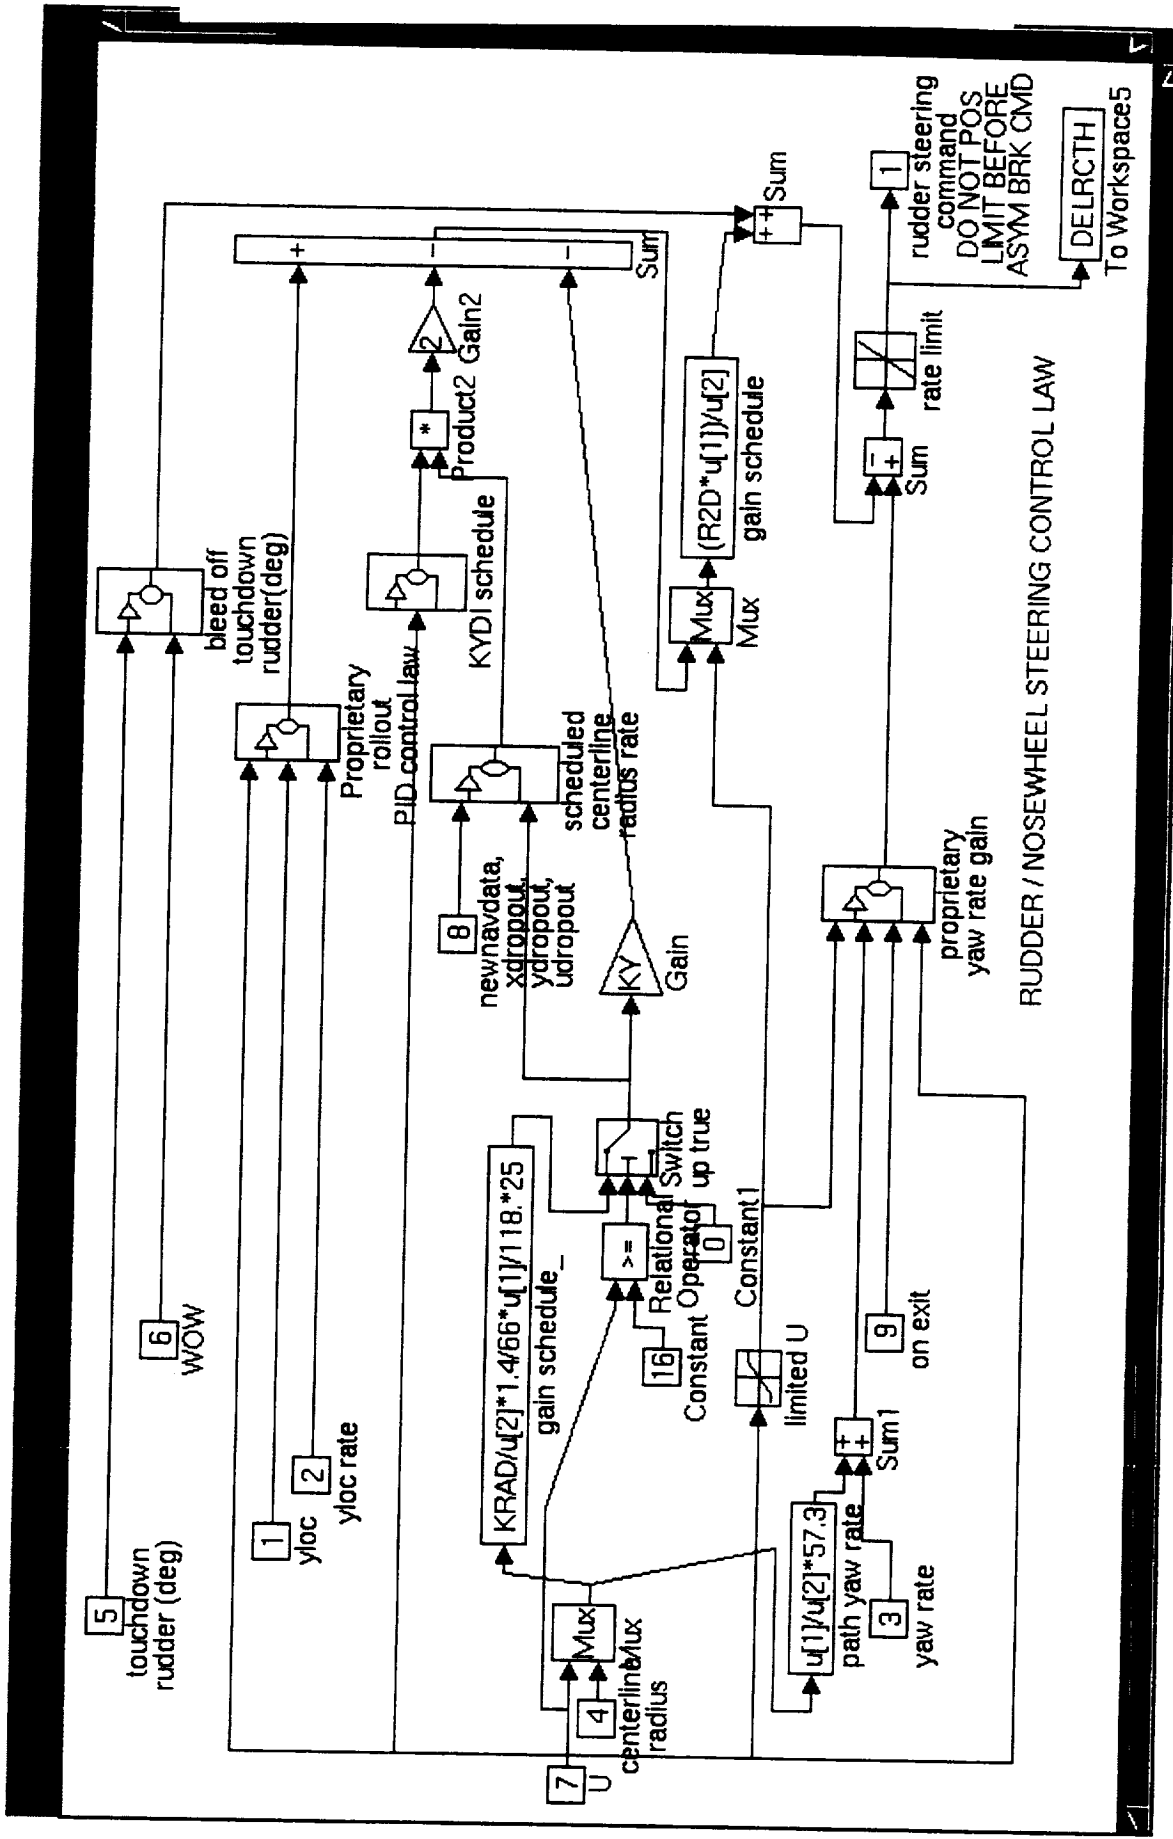 5
touchdown
rudder (deg)
6
WOW
bleed off
touchdown
rudder(deg)
1
yloc
2
yloc rate
Proprietary
rollout
PID control law
+
-
-
Sum
KYDI schedule
*
Product2
2
Gain2
8
newnavdata,
xdropout,
ydropout,
udropout
scheduled
centerline
radius rate
KRAD/u[2]*1.4/66*u[1]/118.*25
gain schedule_
7
U
4
centerline
radius
Mux
Mux
16
Constant
>=
Relational
Operator
0
Constant1
Switch
up true
KY
Gain
Mux
Mux
(R2D*u[1])/u[2]
gain schedule
+ +
Sum
limited U
u[1]/u[2]*57.3
path yaw rate
3
yaw rate
+
+
Sum1
9
on exit
proprietary
yaw rate gain
-
+
Sum
rate limit
1
rudder steering
command
DO NOT POS
LIMIT BEFORE
ASYM BRK CMD
DELRCTH
To Workspace5
RUDDER / NOSEWHEEL STEERING CONTROL LAW